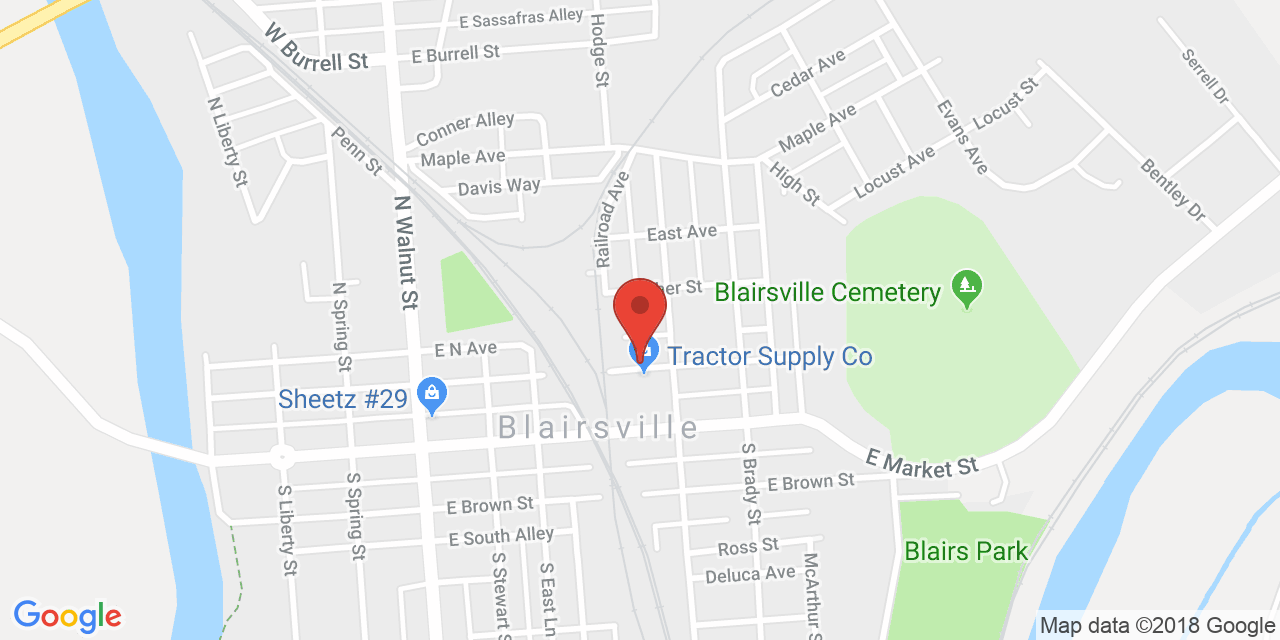 E Sassafras Alley
W Burrell St
E Burrell St
Hodge St
Cedar Ave
Serrell Dr
N Liberty St
Penn St
Conner Alley
Maple Ave
Davis Way
Maple Ave
Evans Ave
Locust St
High St
Locust Ave
Bentley Dr
N Walnut St
Railroad Ave
East Ave
Blairsville Cemetery
N Spring St
E N Ave
Tractor Supply Co
Sheetz #29
Blairsville
E Market St
S Liberty St
S Spring St
E Brown St
S Brady St
E Brown St
E South Alley
S Stewart S
S East Ln
Ross St
Deluca Ave
McArthur S
Blairs Park
Google
Map data ©2018 Google